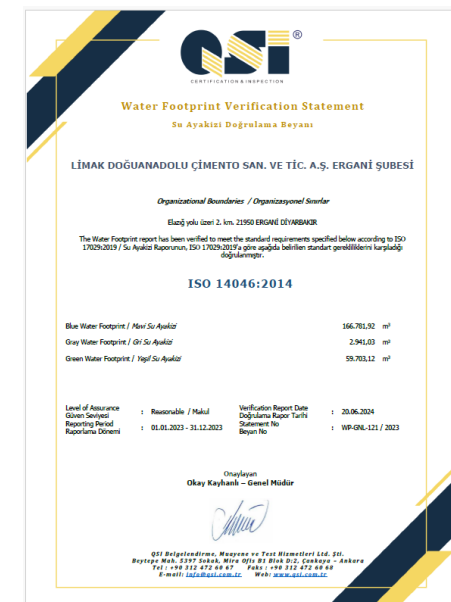 QSI®
CERTIFICATION & INSPECTION
Water Footprint Verification Statement
Su Ayakizi Doğrulama Beyanı
LİMAK DOĞUANADOLU ÇİMENTO SAN. VE TİC. A.Ş. ERGANİ ŞUBESİ
Organizational Boundaries / Organizasyonel Sınırlar
Elazığ yolu üzeri 2. km. 21950 ERGANİ DİYARBAKIR
The Water Footprint report has been verified to meet the standard requirements specified below according to ISO
17029:2019 / Su Ayakizi Raporunun, ISO 17029:2019'a göre aşağıda belirilen standart gerekliliklerini karşıladığı
doğrulanmıştır.
ISO 14046:2014
Blue Water Footprint / Mavi Su Ayakizi 166.781,92 m³
Gray Water Footprint / Gri Su Ayakizi 2.941,03 m³
Green Water Footprint / Yeşil Su Ayakizi 59.703,12 m³
Level of Assurance Verification Report Date
Güven Seviyesi : Reasonable / Makul Doğrulama Rapor Tarihi : 20.06.2024
Reporting Period Statement No
Raporlama Dönemi : 01.01.2023 - 31.12.2023 Beyan No : WP-GNL-121 / 2023
Onaylayan
Okay Kayhanlı – Genel Müdür
QSI Belgelendirme, Muayene ve Test Hizmetleri Ltd. Şti.
Beytepe Mah. 5397 Sokak, Mira Ofis B1 Blok D:2, Çankaya - Ankara
Tel : +90 312 472 60 67 Faks : +90 312 472 60 68
E-mail: info@qsi.com.tr Web: www.qsi.com.tr